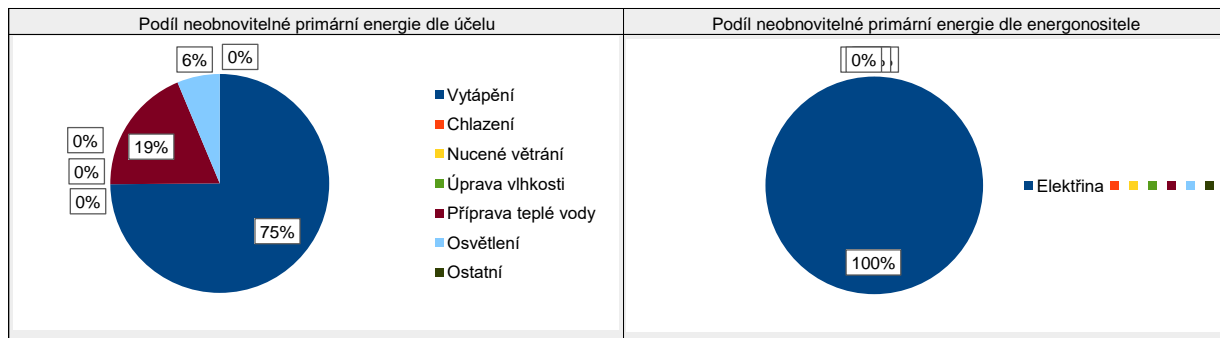 Podíl neobnovitelné primární energie dle účelu
6%
0%
0%
0%
0%
19%
75%
Vytápění
Chlazení
Nucené větrání
Úprava vlhkosti
Příprava teplé vody
Osvětlení
Ostatní
Podíl neobnovitelné primární energie dle energonositele
0%
100%
Elektřina